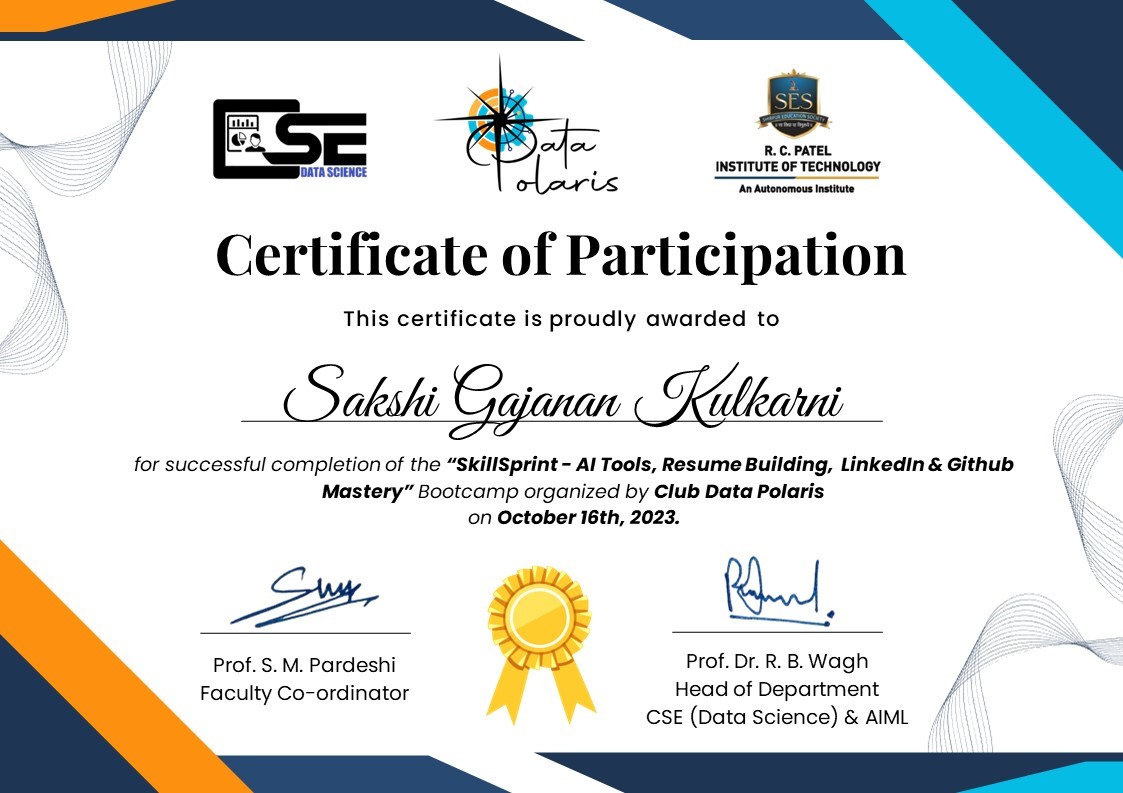 CSE
DATA SCIENCE
Data
Polaris
SES
SHIRPUR EDUCATION SOCIETY
R. C. PATEL
INSTITUTE OF TECHNOLOGY
An Autonomous Institute
Certificate of Participation
This certificate is proudly awarded to
Sakshi Gajanan Kulkarni
for successful completion of the “SkillSprint - AI Tools, Resume Building, LinkedIn & Github
Mastery” Bootcamp organized by Club Data Polaris
on October 16th, 2023.
Prof. S. M. Pardeshi
Faculty Co-ordinator
Prof. Dr. R. B. Wagh
Head of Department
CSE (Data Science) & AIML